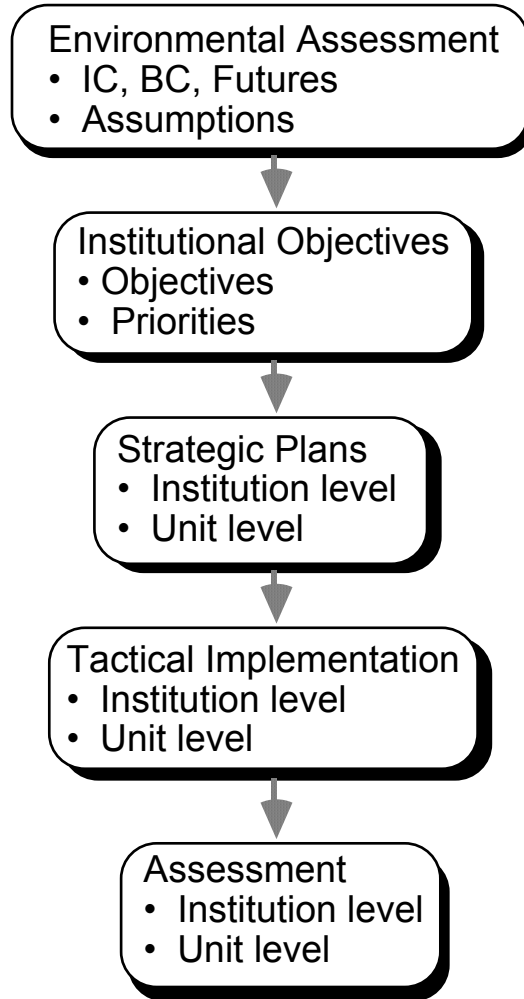 Environmental Assessment
• IC, BC, Futures
• Assumptions
Institutional Objectives
• Objectives
• Priorities
Strategic Plans
• Institution level
• Unit level
Tactical Implementation
• Institution level
• Unit level
Assessment
• Institution level
• Unit level